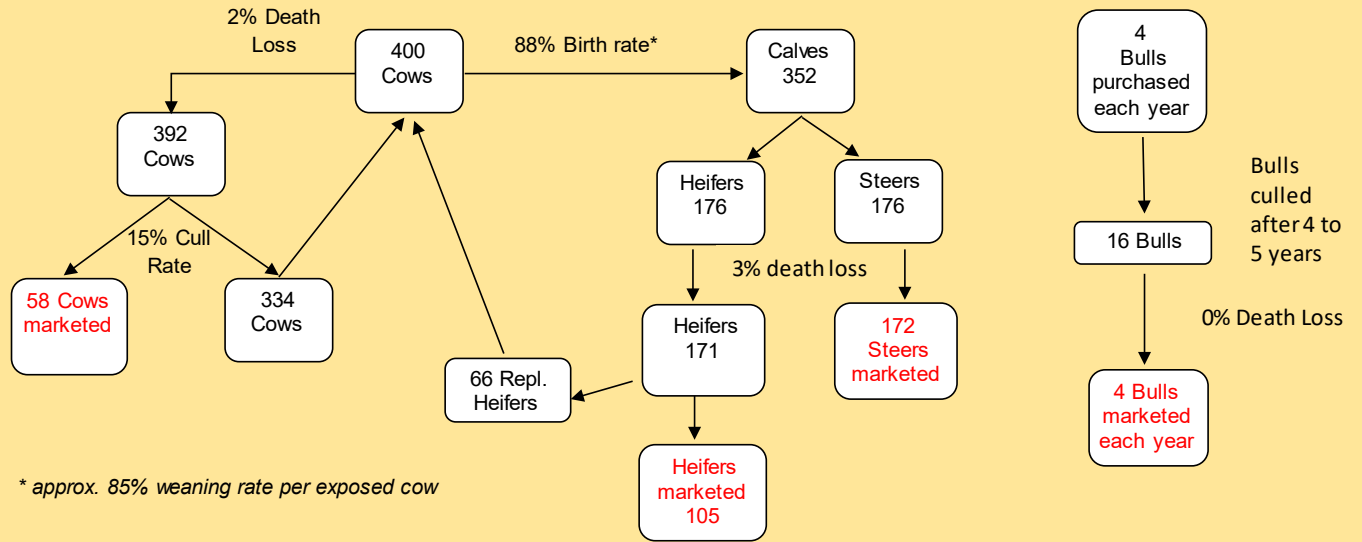 2% Death
Loss
400
Cows
88% Birth rate*
Calves
352
392
Cows
15% Cull
Rate
58 Cows
marketed
334
Cows
Heifers
176
Steers
176
3% death loss
Heifers
171
172
Steers
marketed
66 Repl.
Heifers
Heifers
marketed
105
* approx. 85% weaning rate per exposed cow
4
Bulls
purchased
each year
Bulls
culled
after 4 to
5 years
16 Bulls
0% Death Loss
4 Bulls
marketed
each year